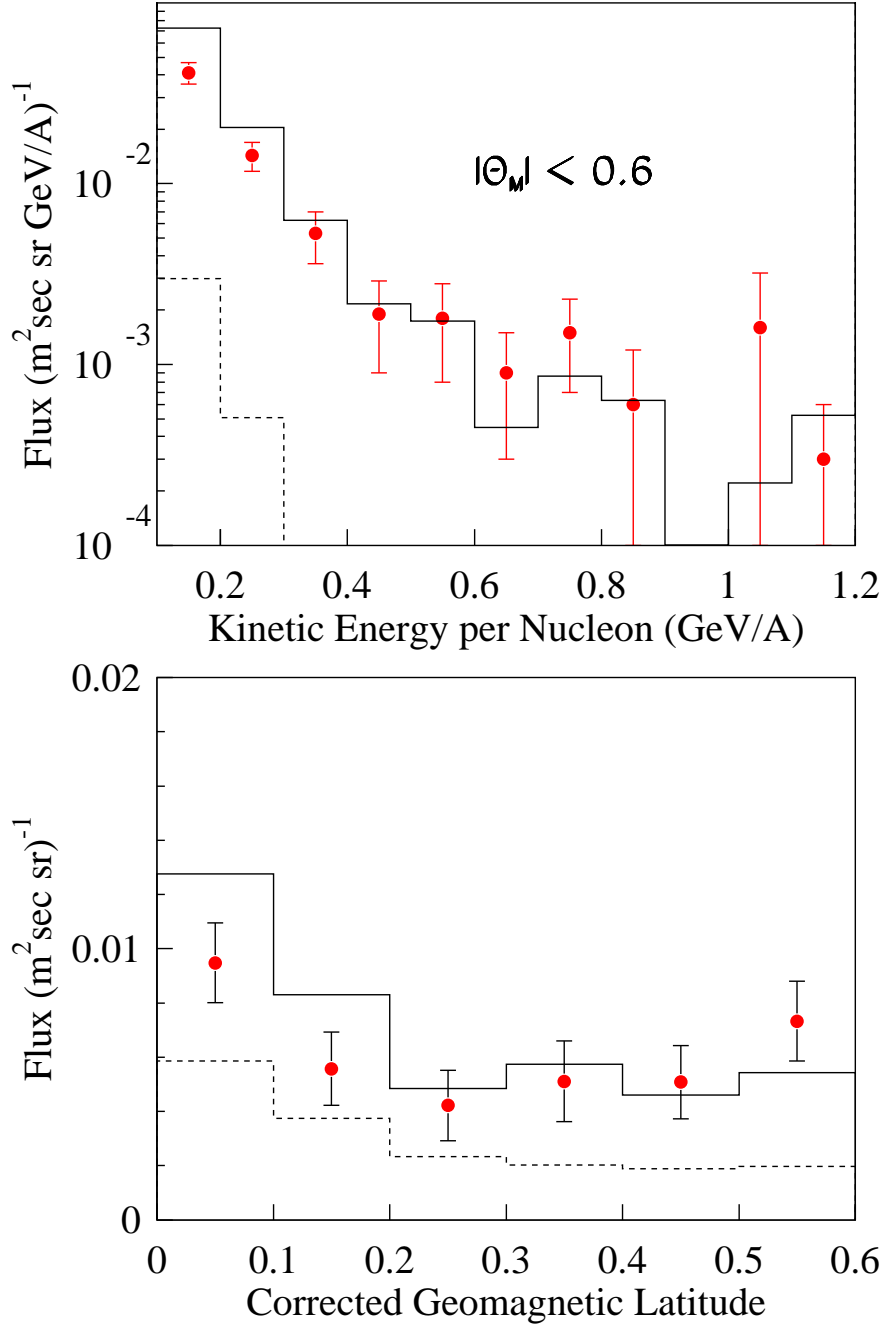 Flux (m²sec sr GeV/A)⁻¹
10⁻²
10⁻³
10⁻⁴
|Θ_M| < 0.6
0.2 0.4 0.6 0.8 1 1.2
Kinetic Energy per Nucleon (GeV/A)
Flux (m²sec sr)⁻¹
0.02
0.01
0
0 0.1 0.2 0.3 0.4 0.5 0.6
Corrected Geomagnetic Latitude